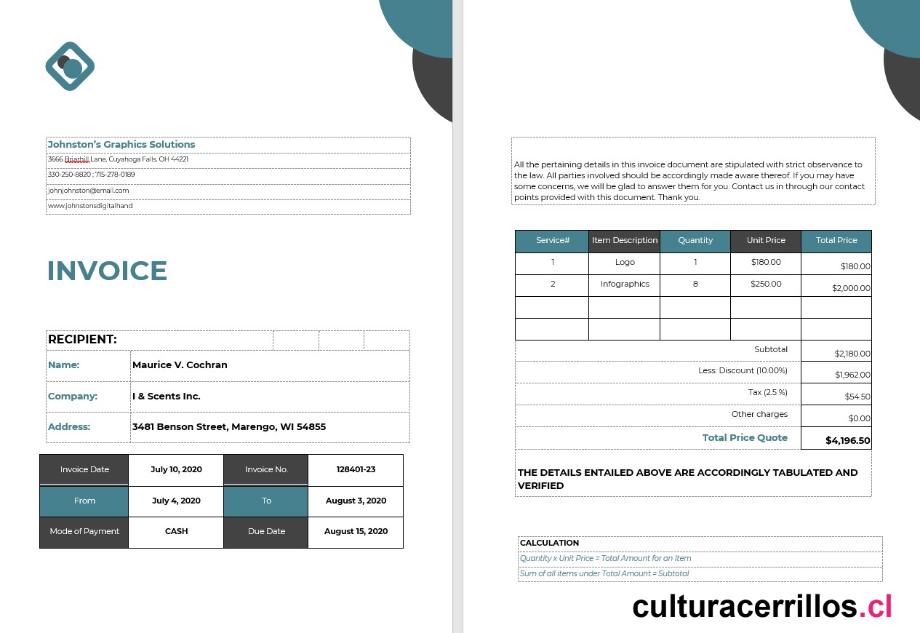 Johnston's Graphics Solutions
3666 Briarhill Lane, Cuyahoga Falls, OH 44221
330-250-8820 ; 715-278-0189
johnjohnston@email.com
www.johnstonsdigitalhand
INVOICE
RECIPIENT:
Name: Maurice V. Cochran
Company: I & Scents Inc.
Address: 3481 Benson Street, Marengo, WI 54855
Invoice Date July 10, 2020 Invoice No. 128401-23
From July 4, 2020 To August 3, 2020
Mode of Payment CASH Due Date August 15, 2020
All the pertaining details in this invoice document are stipulated with strict observance to
the law. All parties involved should be accordingly made aware thereof. If you may have
some concerns, we will be glad to answer them for you. Contact us in through our contact
points provided with this document. Thank you.
Service# Item Description Quantity Unit Price Total Price
1 Logo 1 $180.00 $180.00
2 Infographics 8 $250.00 $2,000.00
Subtotal $2,180.00
Less: Discount (10.00%) $1,962.00
Tax (2.5 %) $54.50
Other charges $0.00
Total Price Quote $4,196.50
THE DETAILS ENTAILED ABOVE ARE ACCORDINGLY TABULATED AND
VERIFIED
CALCULATION
Quantity x Unit Price = Total Amount for an Item
Sum of all items under Total Amount = Subtotal
culturacerrillos.cl